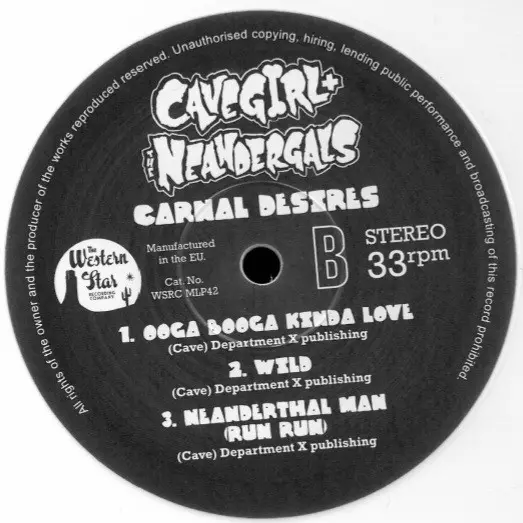 All rights of the owner and the producer of the works reproduced reserved. Unauthorised copying, hiring, lending public performance and broadcasting of this record prohibited.
CAVEGIRL +
THE NEANDERGALS
CARNAL DESIRES
The
Western
Star
RECORDING
COMPANY
Manufactured
in the EU.
Cat. No.
WSRC MLP42
B
STEREO
33rpm
1. OOGA BOOGA KINDA LOVE
(Cave) Department X publishing
2. WILD
(Cave) Department X publishing
3. NEANDERTHAL MAN
(RUN RUN)
(Cave) Department X publishing